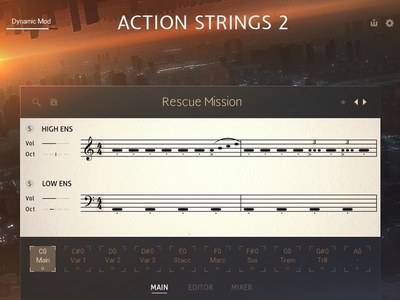 Dynamic Mod
ACTION STRINGS 2
Rescue Mission
S HIGH ENS
Vol
Oct
S LOW ENS
Vol
Oct
C0 C#0 D0 D#0 E0 F0 F#0 G0 G#0 A0
Main Var 1 Var 2 Var 3 Stacc Marc Sus Trem Trill
MAIN EDITOR MIXER